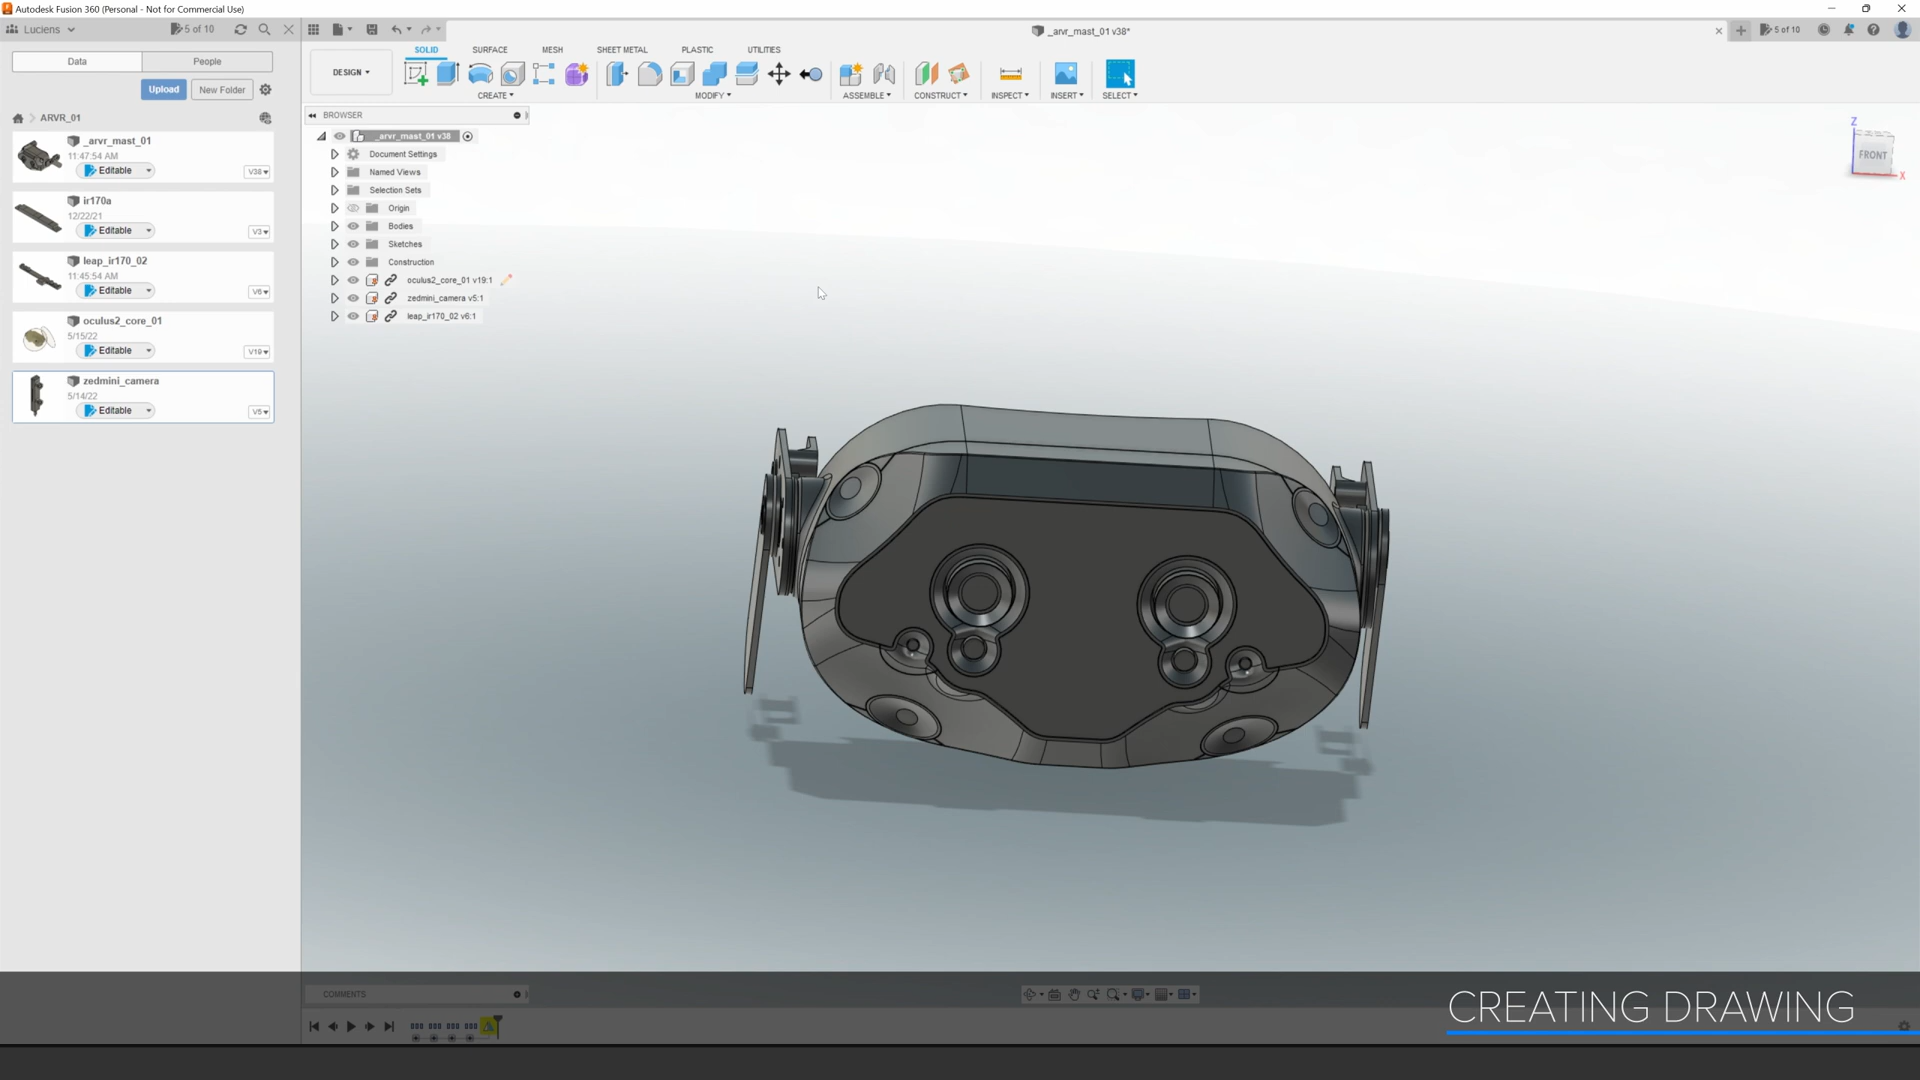 Autodesk Fusion 360 (Personal - Not for Commercial Use)
Luciens
5 of 10
_arvr_mast_01 v38*
5 of 10
Data
People
Upload
New Folder
ARVR_01
_arvr_mast_01
11:47:54 AM
Editable
V38
ir170a
12/22/21
Editable
V3
leap_ir170_02
11:45:54 AM
Editable
V6
oculus2_core_01
5/15/22
Editable
V19
zedmini_camera
5/14/22
Editable
V5
DESIGN
SOLID
SURFACE
MESH
SHEET METAL
PLASTIC
UTILITIES
CREATE
MODIFY
ASSEMBLE
CONSTRUCT
INSPECT
INSERT
SELECT
BROWSER
_arvr_mast_01 v38
Document Settings
Named Views
Selection Sets
Origin
Bodies
Sketches
Construction
oculus2_core_01 v19:1
zedmini_camera v5:1
leap_ir170_02 v6:1
Z
FRONT
X
COMMENTS
CREATING DRAWING